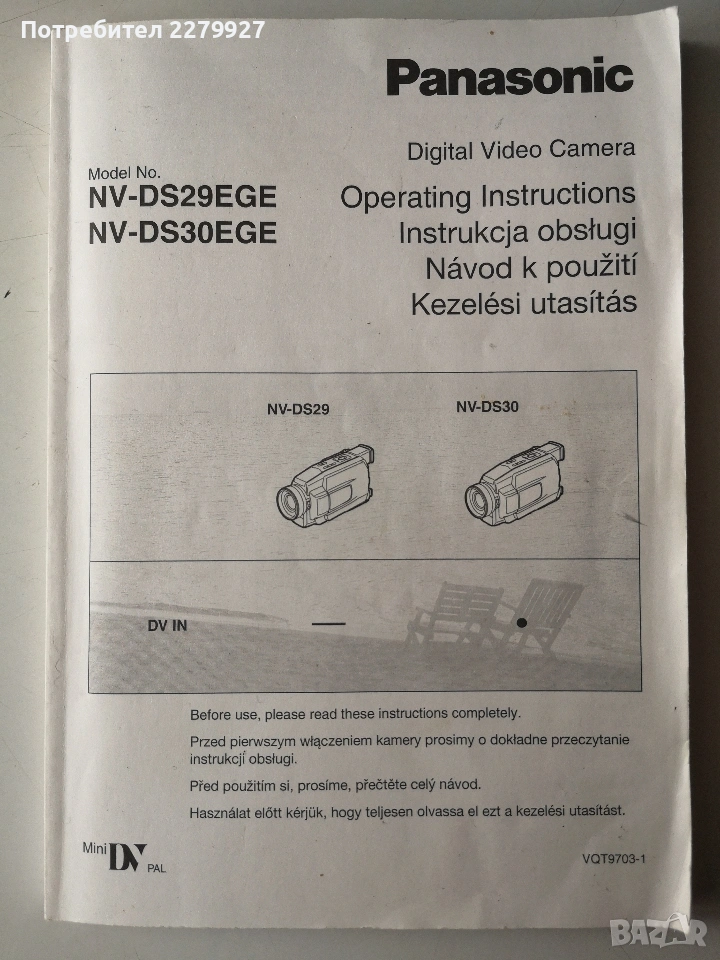 Потребител 2279927
Panasonic
Digital Video Camera
Model No.
NV-DS29EGE
NV-DS30EGE
Operating Instructions
Instrukcja obsługi
Návod k použití
Kezelési utasítás
NV-DS29
NV-DS30
DV IN
Before use, please read these instructions completely.
Przed pierwszym włączeniem kamery prosimy o dokładne przeczytanie
instrukcji obsługi.
Před použitím si, prosíme, přečtěte celý návod.
Használat előtt kérjük, hogy teljesen olvassa el ezt a kezelési utasítást.
Mini DV PAL
VQT9703-1
BAZAR